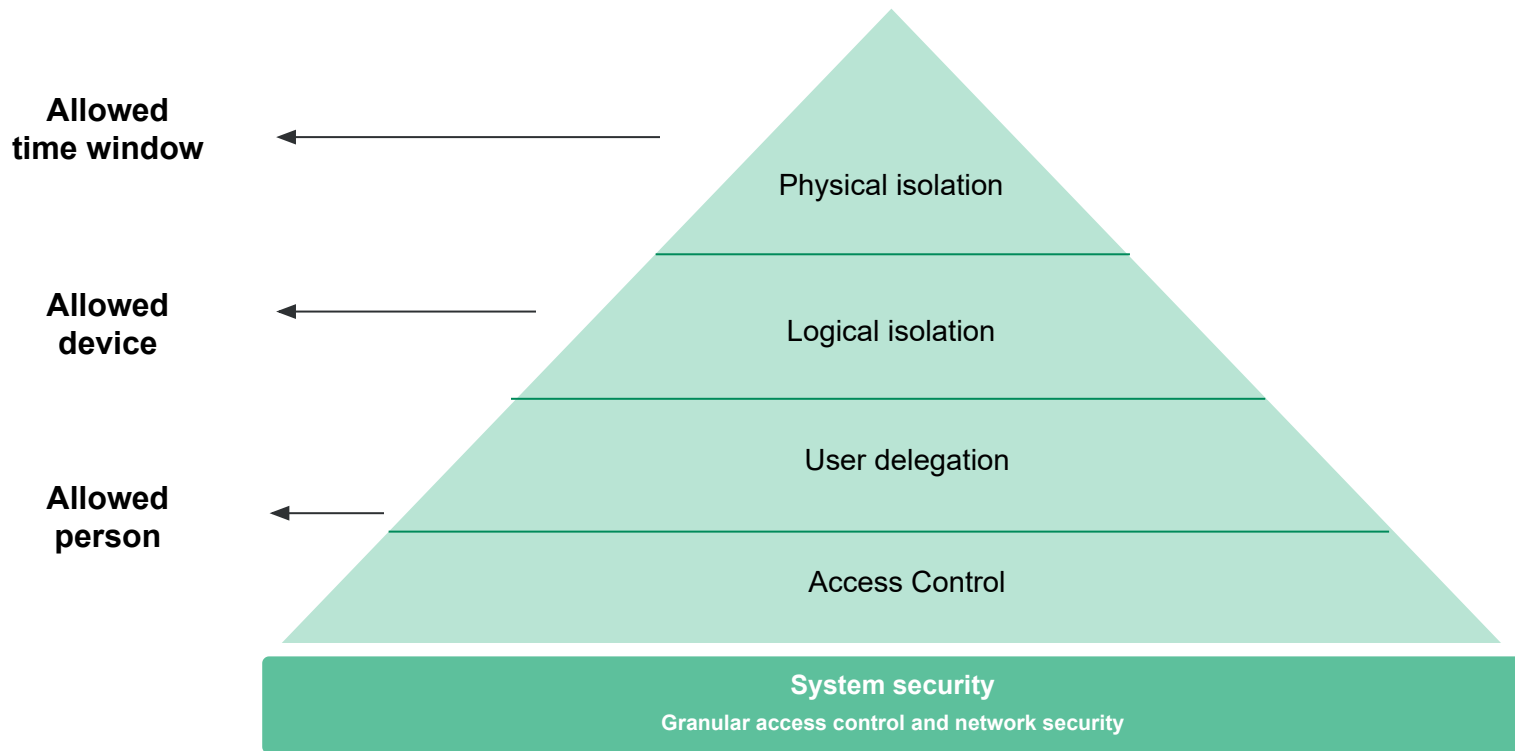 Allowed
time window
Physical isolation
Allowed
device
Logical isolation
User delegation
Allowed
person
Access Control
System security
Granular access control and network security